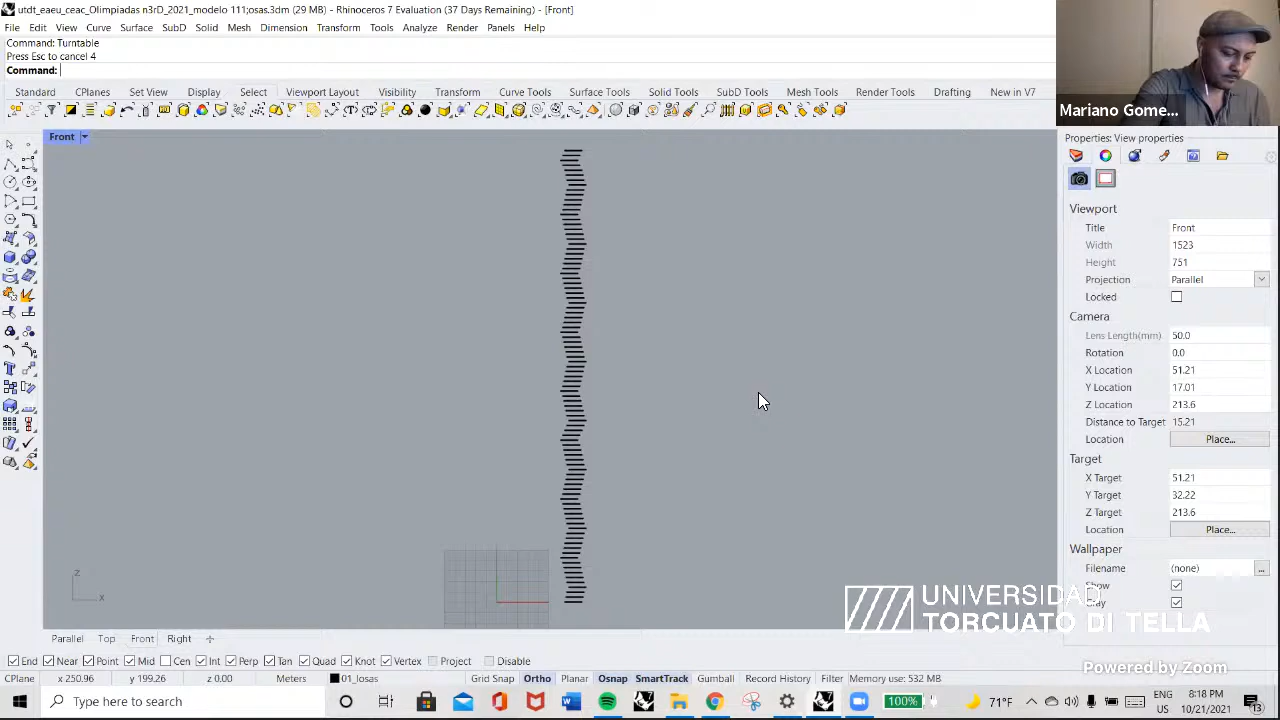 utdt_eaeu_ceac_Olimpiadas n3rD_2021_modelo 111;osas.3dm (29 MB) - Rhinoceros 7 Evaluation (37 Days Remaining) - [Front]
File Edit View Curve Surface SubD Solid Mesh Dimension Transform Tools Analyze Render Panels Help
Command: Turntable
Press Esc to cancel 4
Command:
Standard CPlanes Set View Display Select Viewport Layout Visibility Transform Curve Tools Surface Tools Solid Tools SubD Tools Mesh Tools Render Tools Drafting New in V7
Mariano Gome...
Front
Properties: View properties
Viewport
Title Front
Width 1523
Height 751
Projection Parallel
Locked
Camera
Lens Length(mm) 50.0
Rotation 0.0
X Location 51.21
Y Location 17.01
Z Location 213.6
Distance to Target 15.21
Location Place...
Target
X Target 51.21
Y Target 32.22
Z Target 213.6
Location Place...
Wallpaper
Filename (none) ...
Show
Gray
z
x
UNIVERSIDAD
TORCUATO DI TELLA
Parallel Top Front Right
End Near Point Mid Cen Int Perp Tan Quad Knot Vertex Project Disable
Powered by Zoom
CPlane x 250.96 y 199.26 z 0.00 Meters 01_losas Grid Snap Ortho Planar Osnap SmartTrack Gumball Record History Filter Memory use: 532 MB
Type here to search
100%
71°F
ENG
US
8:18 PM
10/21/2021
13